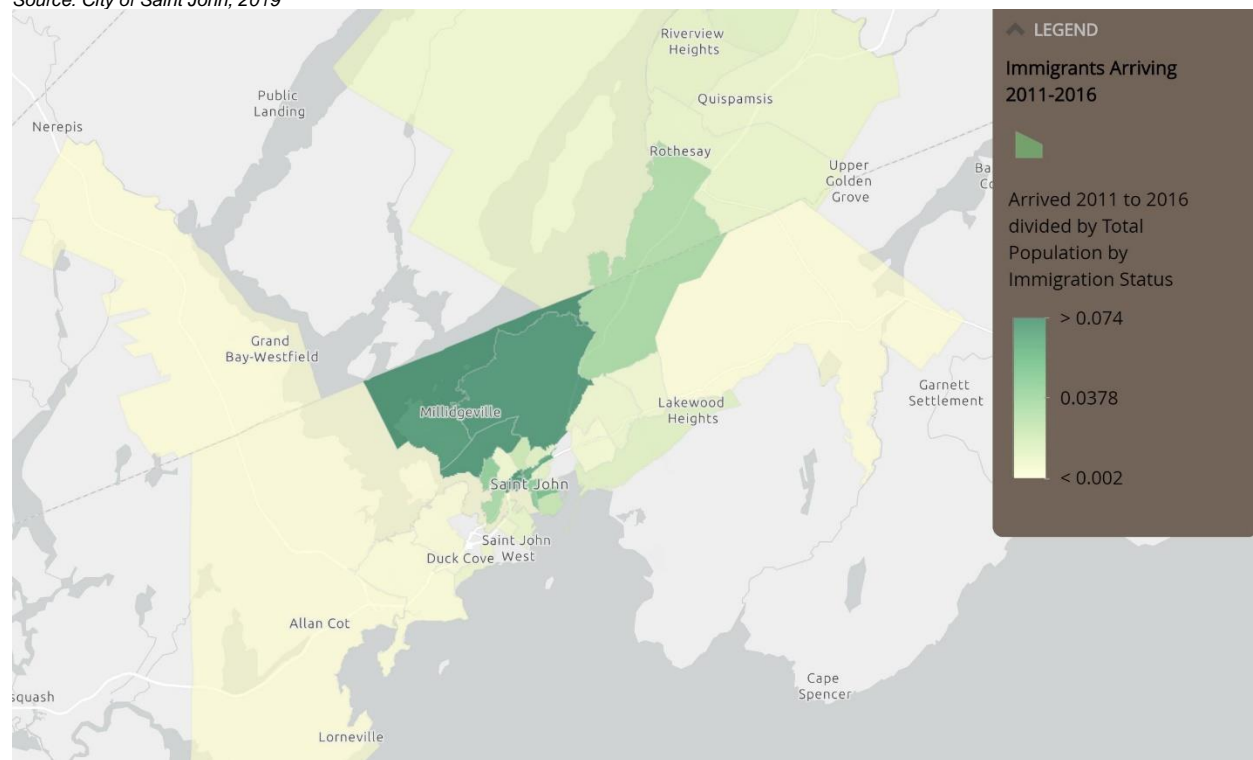 Source: City of Saint John, 2019
Riverview
Heights
Public
Landing
Quispamsis
Nerepis
Rothesay
Upper
Golden
Grove
Grand
Bay-Westfield
Millidgeville
Lakewood
Heights
Garnett
Settlement
Saint John
Saint John
West
Duck Cove
Allan Cot
Cape
Spencer
squash
Lorneville
LEGEND
Immigrants Arriving
2011-2016
Arrived 2011 to 2016
divided by Total
Population by
Immigration Status
> 0.074
0.0378
< 0.002